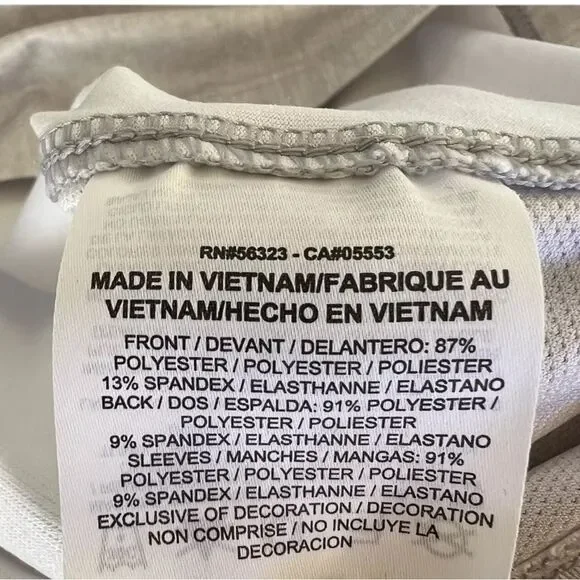 RN#56323 - CA#05553
MADE IN VIETNAM/FABRIQUE AU
VIETNAM/HECHO EN VIETNAM
FRONT / DEVANT / DELANTERO: 87%
POLYESTER / POLYESTER / POLIESTER
13% SPANDEX / ELASTHANNE / ELASTANO
BACK / DOS / ESPALDA: 91% POLYESTER /
POLYESTER / POLIESTER
9% SPANDEX / ELASTHANNE / ELASTANO
SLEEVES / MANCHES / MANGAS: 91%
POLYESTER / POLYESTER / POLIESTER
9% SPANDEX / ELASTHANNE / ELASTANO
EXCLUSIVE OF DECORATION / DECORATION
NON COMPRISE / NO INCLUYE LA
DECORACION